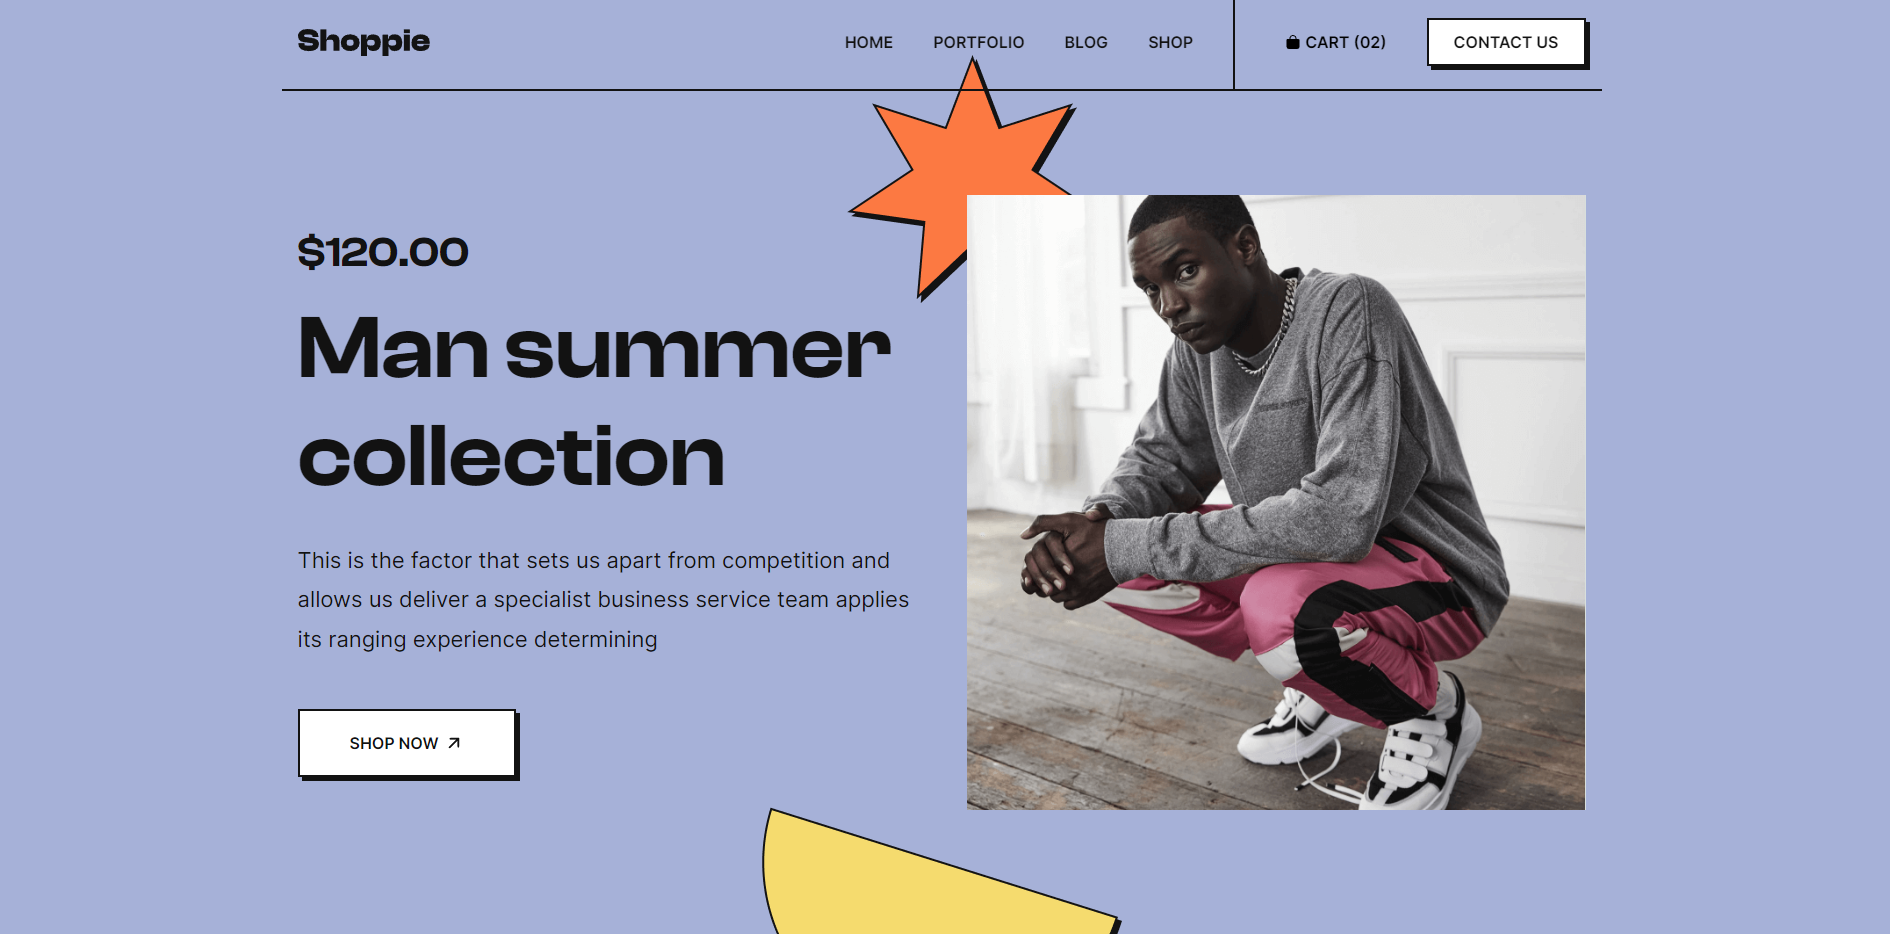 Shoppie
HOME PORTFOLIO BLOG SHOP CART (02) CONTACT US
$120.00
Man summer
collection
This is the factor that sets us apart from competition and
allows us deliver a specialist business service team applies
its ranging experience determining
SHOP NOW